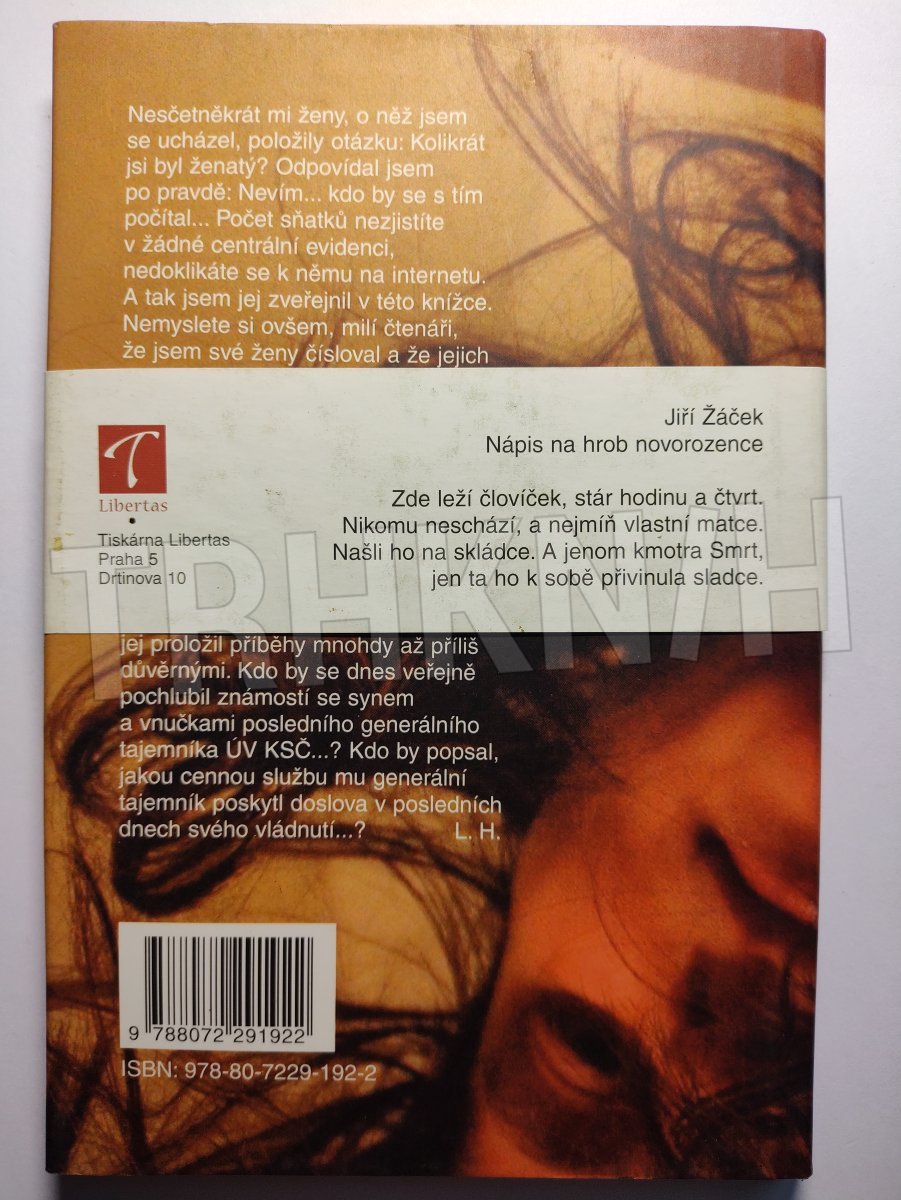 Nesčetněkrát mi ženy, o něž jsem
se ucházel, položily otázku: Kolikrát
jsi byl ženatý? Odpovídal jsem
po pravdě: Nevím... kdo by se s tím
počítal... Počet sňatků nezjistíte
v žádné centrální evidenci,
nedoklikáte se k němu na internetu.
A tak jsem jej zveřejnil v této knížce.
Nemyslete si ovšem, milí čtenáři,
že jsem své ženy čísloval a že jejich
Jiří Žáček
Nápis na hrob novorozence
Zde leží človíček, stár hodinu a čtvrt.
Nikomu neschází, a nejmíň vlastní matce.
Našli ho na skládce. A jenom kmotra Smrt,
jen ta ho k sobě přivinula sladce.
T
Libertas
Tiskárna Libertas
Praha 5
Drtinova 10
TRHKNIH
jej proložil příběhy mnohdy až příliš
důvěrnými. Kdo by se dnes veřejně
pochlubil známostí se synem
a vnučkami posledního generálního
tajemníka ÚV KSČ...? Kdo by popsal,
jakou cennou službu mu generální
tajemník poskytl doslova v posledních
dnech svého vládnutí...? L. H.
9 788072 291922
ISBN: 978-80-7229-192-2